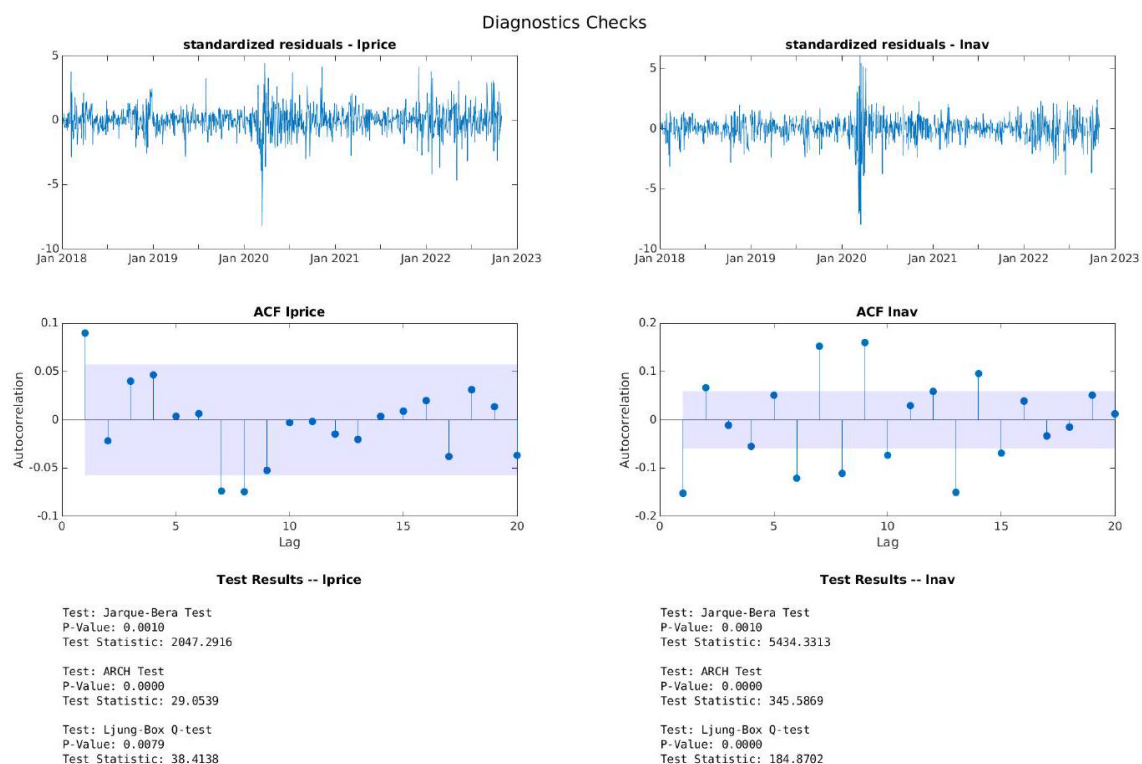 Diagnostics Checks
standardized residuals - lprice
5
0
-5
-10
Jan 2018 Jan 2019 Jan 2020 Jan 2021 Jan 2022 Jan 2023
standardized residuals - lnav
5
0
-5
-10
Jan 2018 Jan 2019 Jan 2020 Jan 2021 Jan 2022 Jan 2023
ACF lprice
Autocorrelation
0.1
0.05
0
-0.05
-0.1
0 5 10 15 20
Lag
ACF lnav
Autocorrelation
0.2
0.1
0
-0.1
-0.2
0 5 10 15 20
Lag
Test Results -- lprice
Test: Jarque-Bera Test
P-Value: 0.0010
Test Statistic: 2047.2916
Test: ARCH Test
P-Value: 0.0000
Test Statistic: 29.0539
Test: Ljung-Box Q-test
P-Value: 0.0079
Test Statistic: 38.4138
Test Results -- lnav
Test: Jarque-Bera Test
P-Value: 0.0010
Test Statistic: 5434.3313
Test: ARCH Test
P-Value: 0.0000
Test Statistic: 345.5869
Test: Ljung-Box Q-test
P-Value: 0.0000
Test Statistic: 184.8702